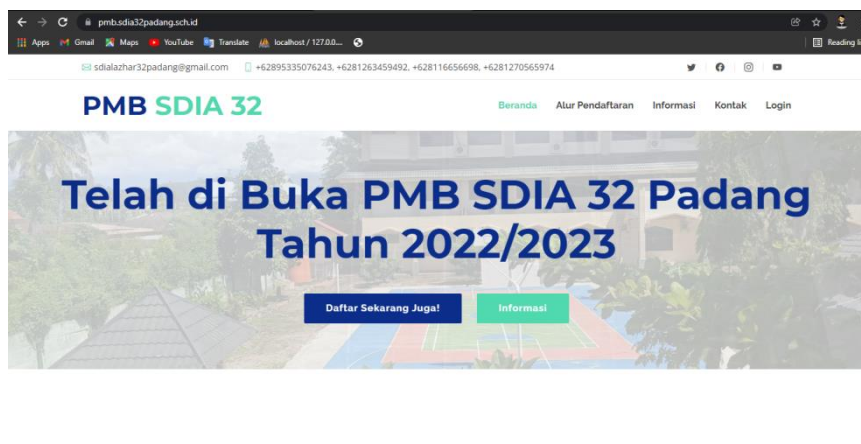 pmb.sdia32padang.sch.id
Apps Gmail Maps YouTube Translate localhost / 127.0.0....
Reading li
sdialazhar32padang@gmail.com +62895335076243, +6281263459492, +628116656698, +6281270565974
PMB SDIA 32
Beranda Alur Pendaftaran Informasi Kontak Login
Telah di Buka PMB SDIA 32 Padang
Tahun 2022/2023
Daftar Sekarang Juga! Informasi